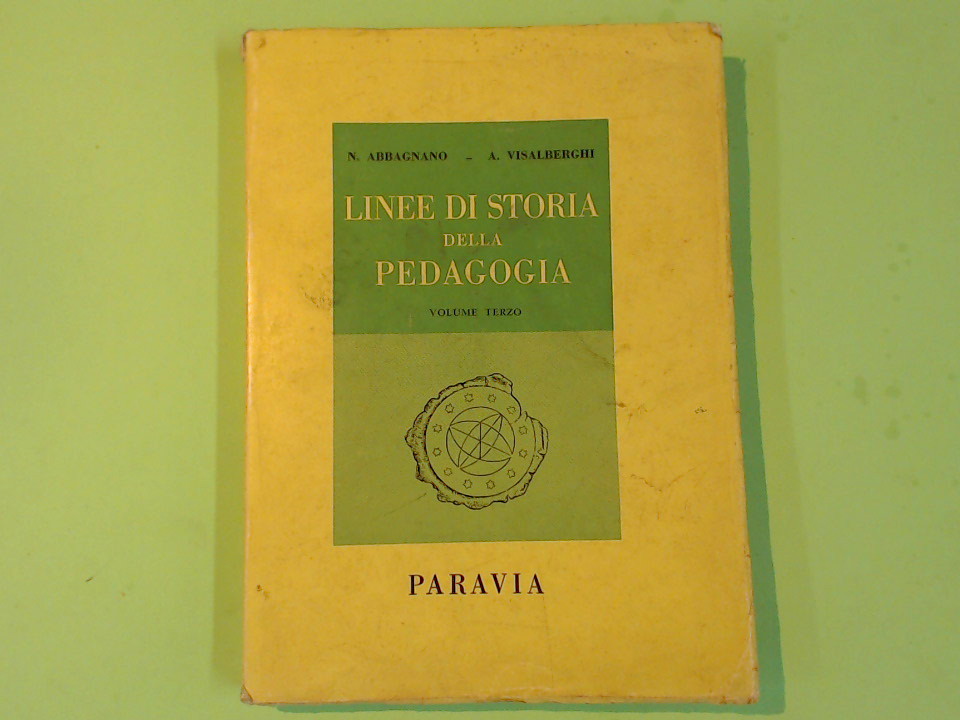 N. ABBAGNANO - A. VISALBERGHI
LINEE DI STORIA
DELLA
PEDAGOGIA
VOLUME TERZO
PARAVIA